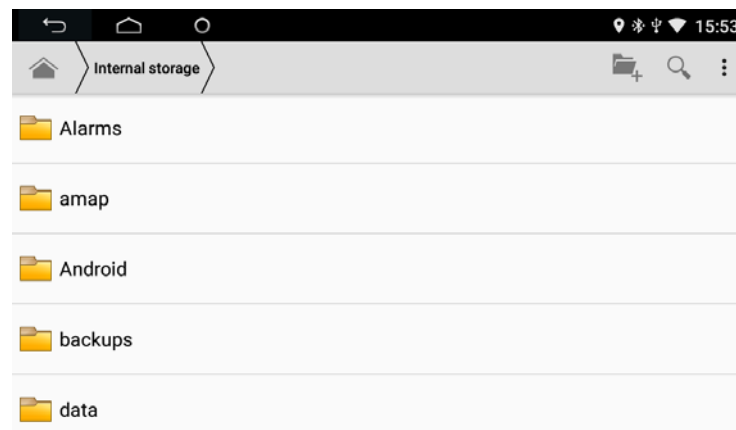 15:53
Internal storage
Alarms
amap
Android
backups
data